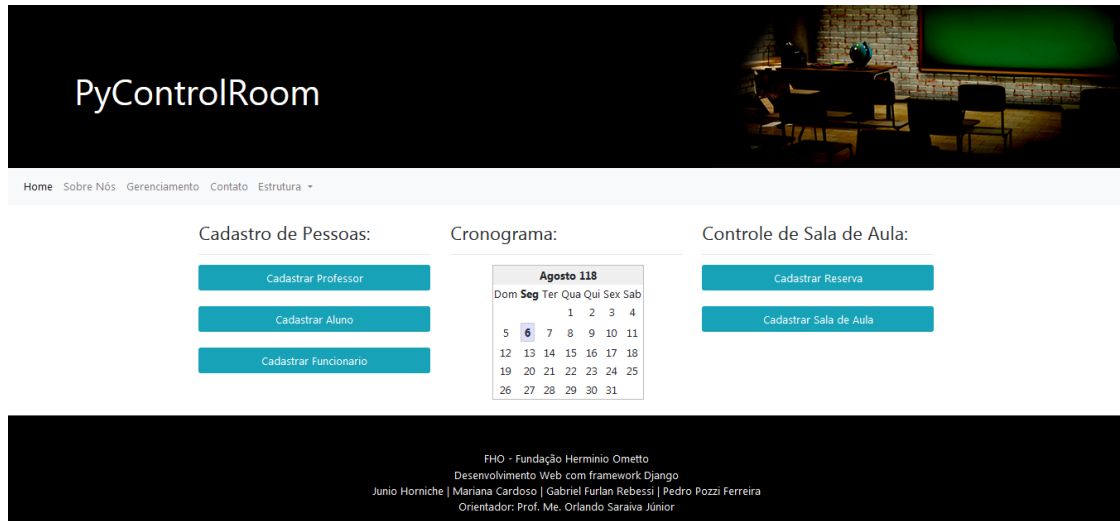 PyControlRoom
Home Sobre Nós Gerenciamento Contato Estrutura
Cadastro de Pessoas:
Cadastrar Professor
Cadastrar Aluno
Cadastrar Funcionario
Cronograma:
Agosto 118
Dom Seg Ter Qua Qui Sex Sab
1 2 3 4
5 6 7 8 9 10 11
12 13 14 15 16 17 18
19 20 21 22 23 24 25
26 27 28 29 30 31
Controle de Sala de Aula:
Cadastrar Reserva
Cadastrar Sala de Aula
FHO - Fundação Herminio Ometto
Desenvolvimento Web com framework Django
Junio Horniche | Mariana Cardoso | Gabriel Furlan Rebessi | Pedro Pozzi Ferreira
Orientador: Prof. Me. Orlando Saraiva Júnior